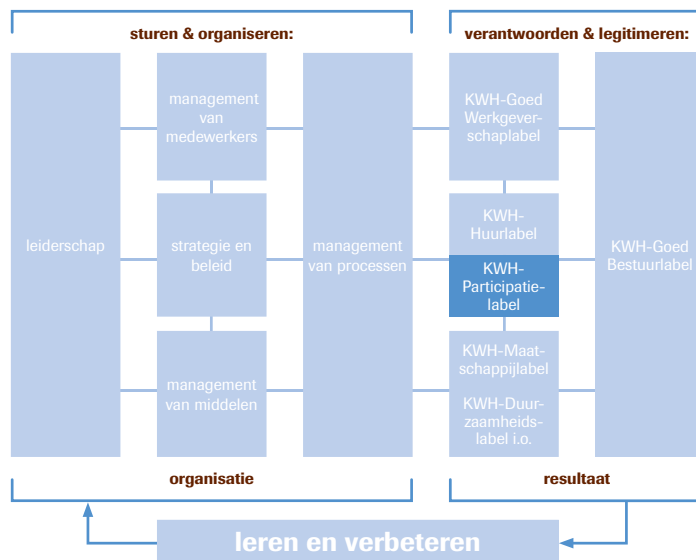 sturen & organiseren:
verantwoorden & legitimeren:
leiderschap
management
van
medewerkers
strategie en
beleid
management
van middelen
management
van processen
KWH-Goed
Werkgever-
schaplabel
KWH-
Huurlabel
KWH-
Participatie-
label
KWH-Maat-
schappijlabel
KWH-Duur-
zaamheids-
label i.o.
KWH-Goed
Bestuurlabel
organisatie
resultaat
leren en verbeteren